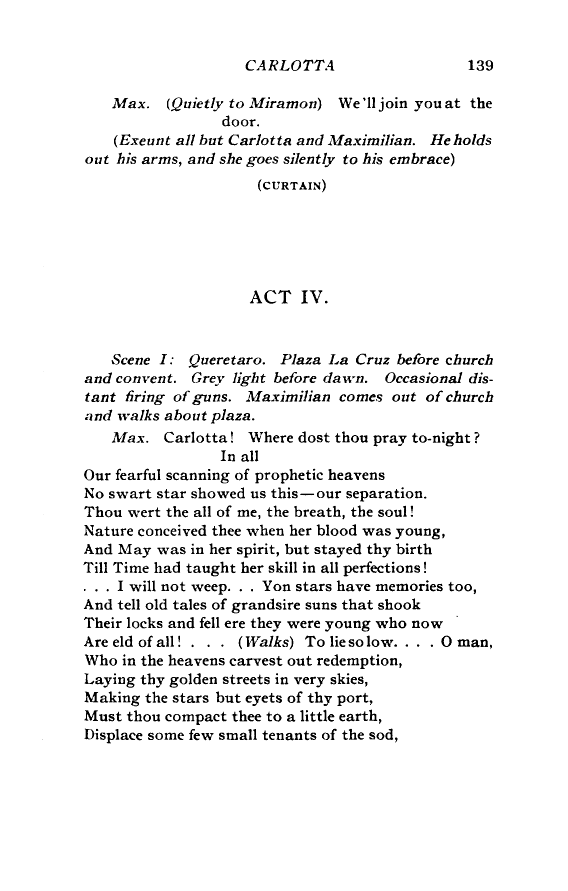 CARLOTTA 139
Max. (Quietly to Miramon) We'll join you at the
door.
(Exeunt all but Carlotta and Maximilian. He holds
out his arms, and she goes silently to his embrace)
(CURTAIN)
ACT IV.
Scene I: Queretaro. Plaza La Cruz before church
and convent. Grey light before dawn. Occasional dis-
tant firing of guns. Maximilian comes out of church
and walks about plaza.
Max. Carlotta! Where dost thou pray to-night?
In all
Our fearful scanning of prophetic heavens
No swart star showed us this—our separation.
Thou wert the all of me, the breath, the soul!
Nature conceived thee when her blood was young,
And May was in her spirit, but stayed thy birth
Till Time had taught her skill in all perfections!
. . . I will not weep. . . Yon stars have memories too,
And tell old tales of grandsire suns that shook
Their locks and fell ere they were young who now
Are eld of all! . . . (Walks) To lie so low. . . . O man,
Who in the heavens carvest out redemption,
Laying thy golden streets in very skies,
Making the stars but eyets of thy port,
Must thou compact thee to a little earth,
Displace some few small tenants of the sod,